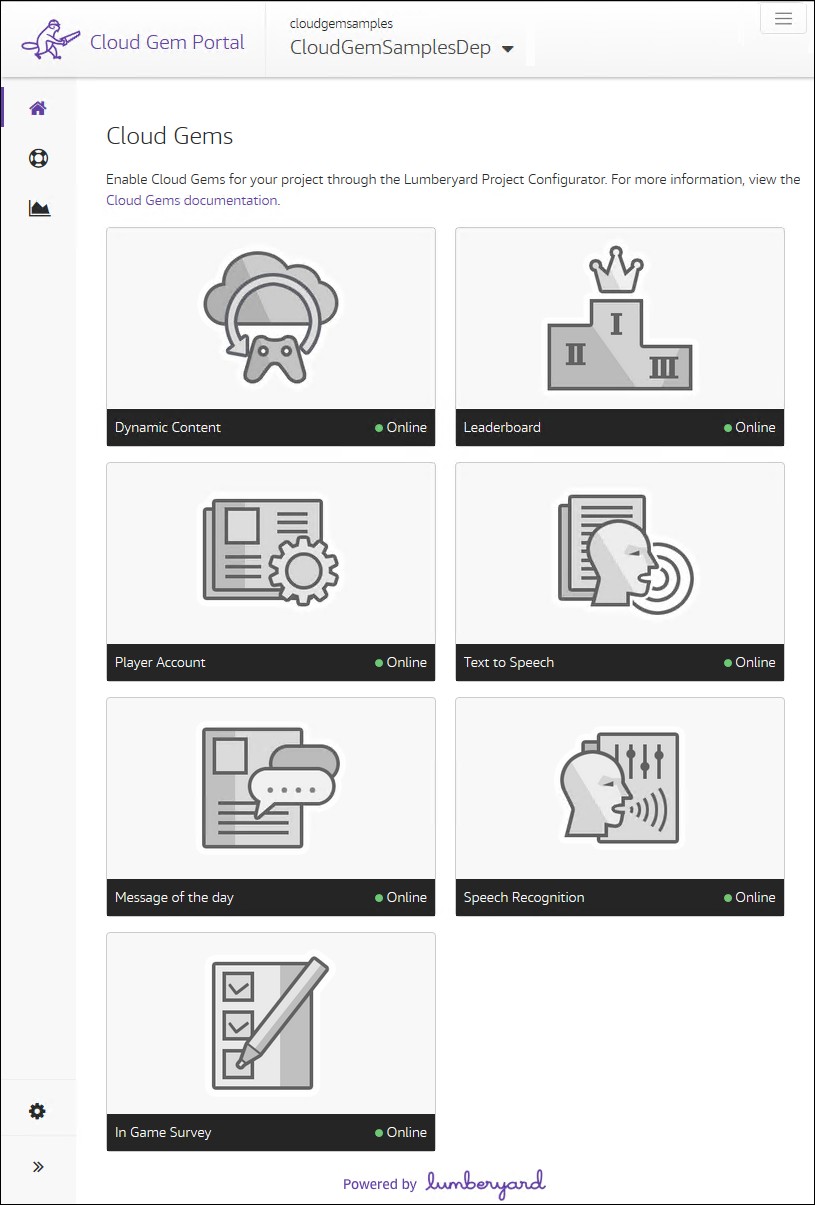 Cloud Gem Portal
cloudgemsamples
CloudGemSamplesDep
Cloud Gems
Enable Cloud Gems for your project through the Lumberyard Project Configurator. For more information, view the
Cloud Gems documentation.
I
II
III
Dynamic Content Online
Leaderboard Online
Player Account Online
Text to Speech Online
Message of the day Online
Speech Recognition Online
In Game Survey Online
Powered by lumberyard